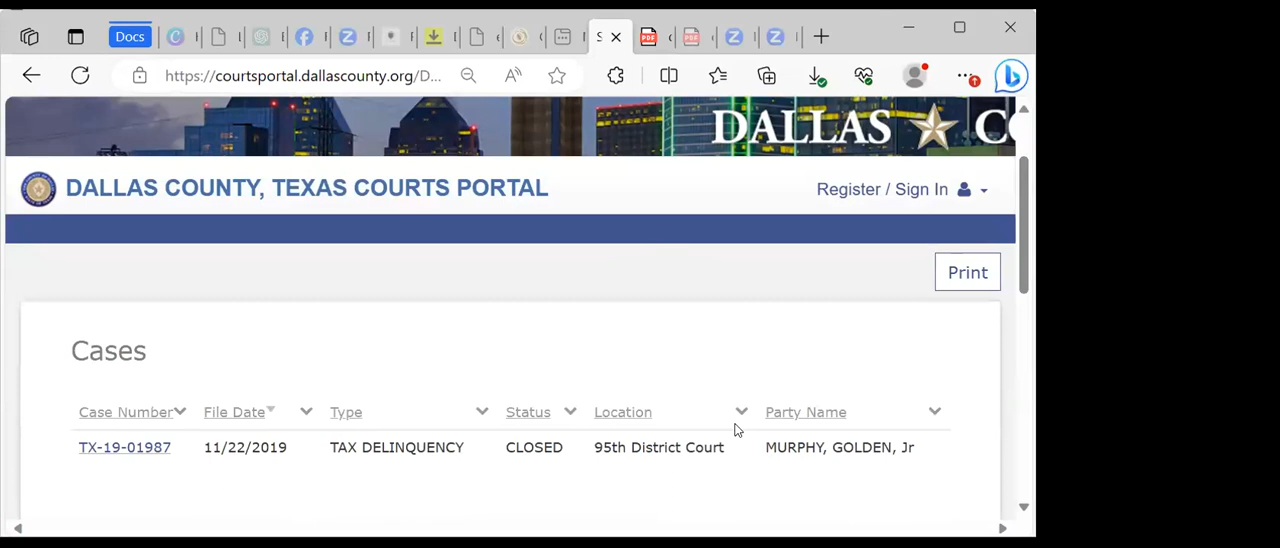 Docs
https://courtsportal.dallascounty.org/D...
DALLAS CO
DALLAS COUNTY, TEXAS COURTS PORTAL
Register / Sign In
Print
Cases
Case Number File Date Type Status Location Party Name
TX-19-01987 11/22/2019 TAX DELINQUENCY CLOSED 95th District Court MURPHY, GOLDEN, Jr